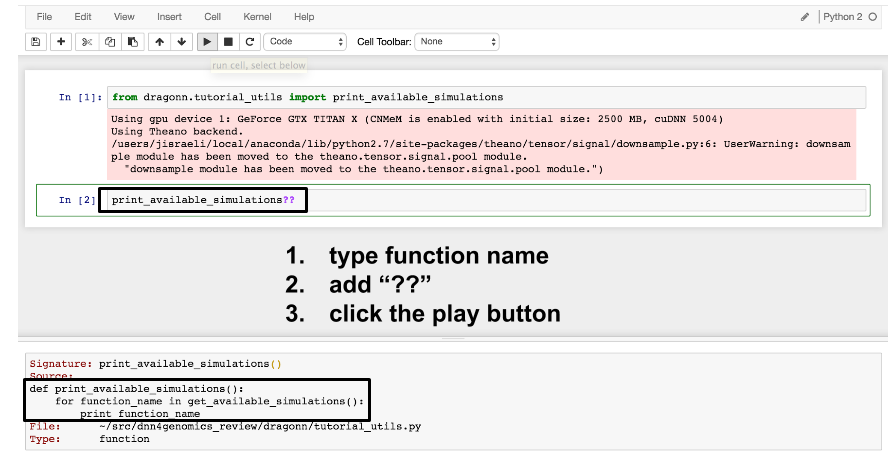 File Edit View Insert Cell Kernel Help Python 2
Code Cell Toolbar: None
run cell, select below
In [1]: from dragonn.tutorial_utils import print_available_simulations
Using gpu device 1: GeForce GTX TITAN X (CNMeM is enabled with initial size: 2500 MB, cuDNN 5004)
Using Theano backend.
/users/jisraeli/local/anaconda/lib/python2.7/site-packages/theano/tensor/signal/downsample.py:6: UserWarning: downsam
ple module has been moved to the theano.tensor.signal.pool module.
"downsample module has been moved to the theano.tensor.signal.pool module.")
In [2] print_available_simulations??
1. type function name
2. add “??”
3. click the play button
Signature: print_available_simulations()
Source:
def print_available_simulations():
for function_name in get_available_simulations():
print function_name
File: ~/src/dnn4genomics_review/dragonn/tutorial_utils.py
Type: function